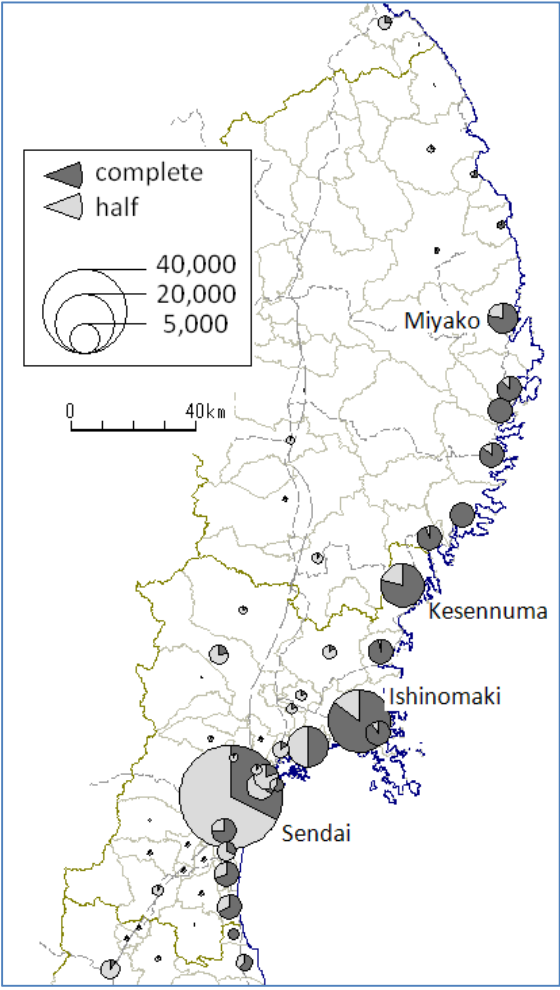 complete
half
40,000
20,000
5,000
Miyako
0 40km
Kesennuma
Ishinomaki
Sendai